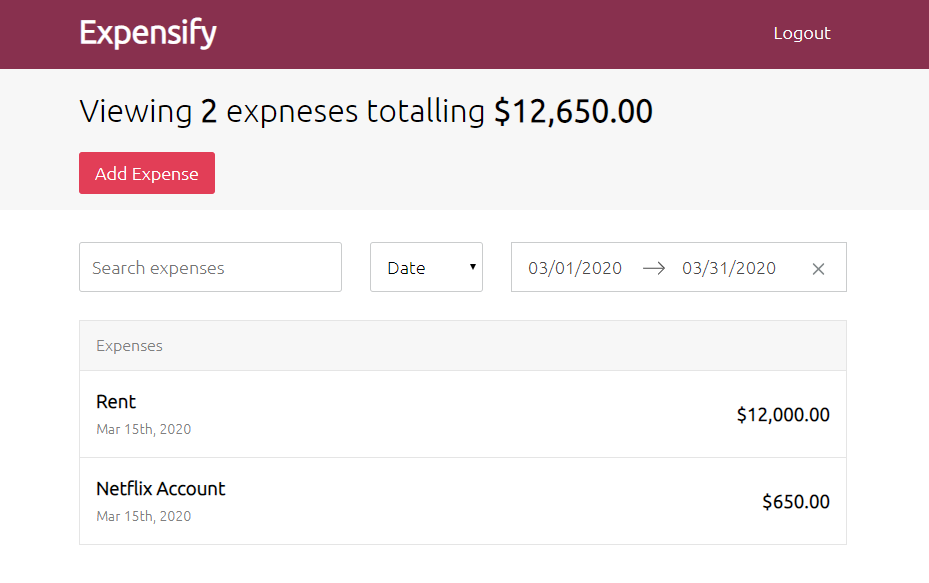 Expensify
Logout
Viewing 2 expneses totalling $12,650.00
Add Expense
Search expenses
Date
03/01/2020 → 03/31/2020
Expenses
Rent
$12,000.00
Mar 15th, 2020
Netflix Account
$650.00
Mar 15th, 2020